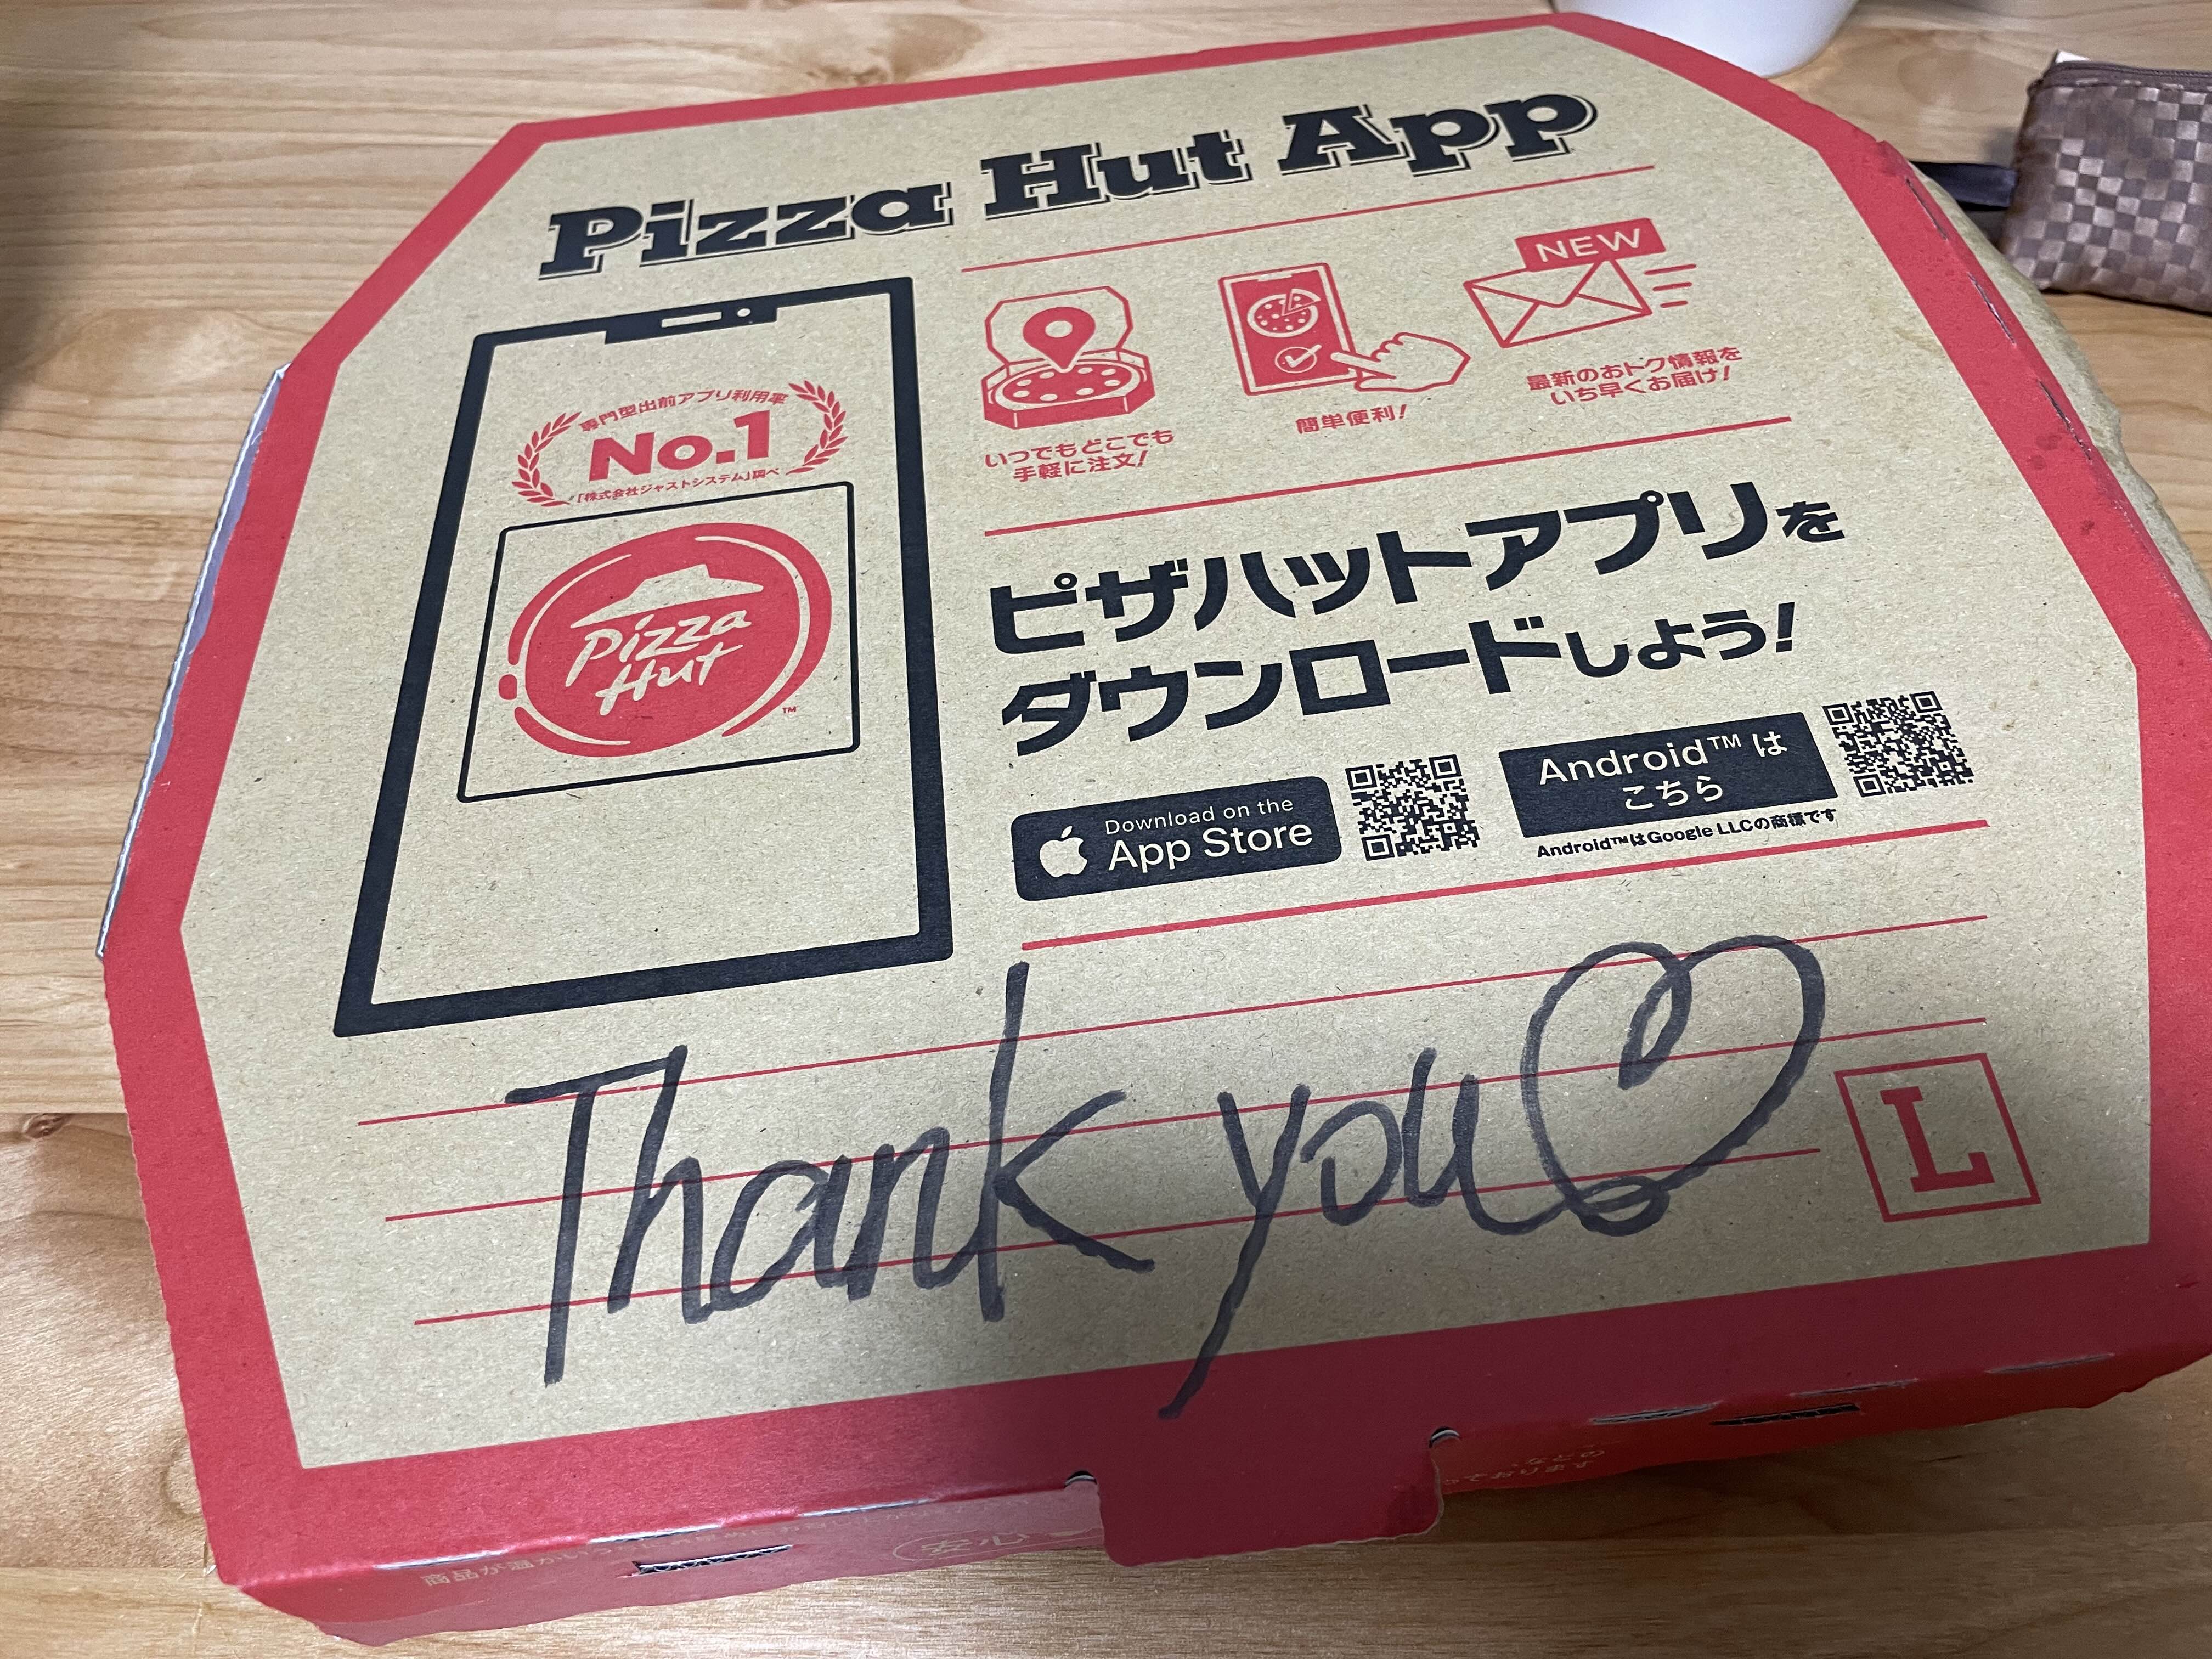 Pizza Hut App
専門型出前アプリ利用率
No.1
「株式会社ジャストシステム」調べ
Pizza
Hut
TM
いつでもどこでも
手軽に注文!
簡単便利!
NEW
最新のおトク情報を
いち早くお届け!
ピザハットアプリを
ダウンロードしよう!
Download on the
App Store
Android™ は
こちら
Android™はGoogle LLCの商標です
Thank you♡
L
安心